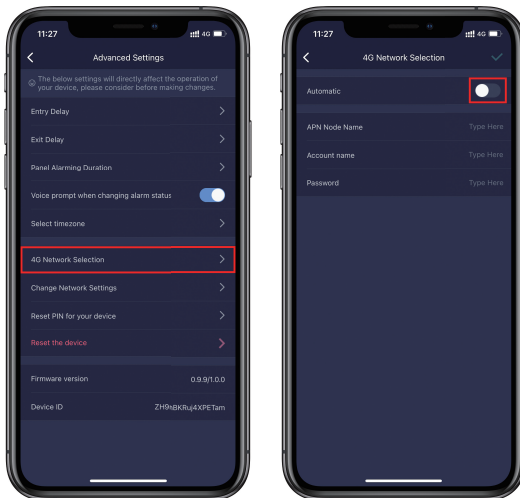 11:27
4G
Advanced Settings
The below settings will directly affect the operation of
your device, please consider before making changes.
Entry Delay
Exit Delay
Panel Alarming Duration
Voice prompt when changing alarm status
Select timezone
4G Network Selection
Change Network Settings
Reset PIN for your device
Reset the device
Firmware version 0.9.9/1.0.0
Device ID
11:27
4G
4G Network Selection
Automatic
APN Node Name Type Here
Account name Type Here
Password Type Here